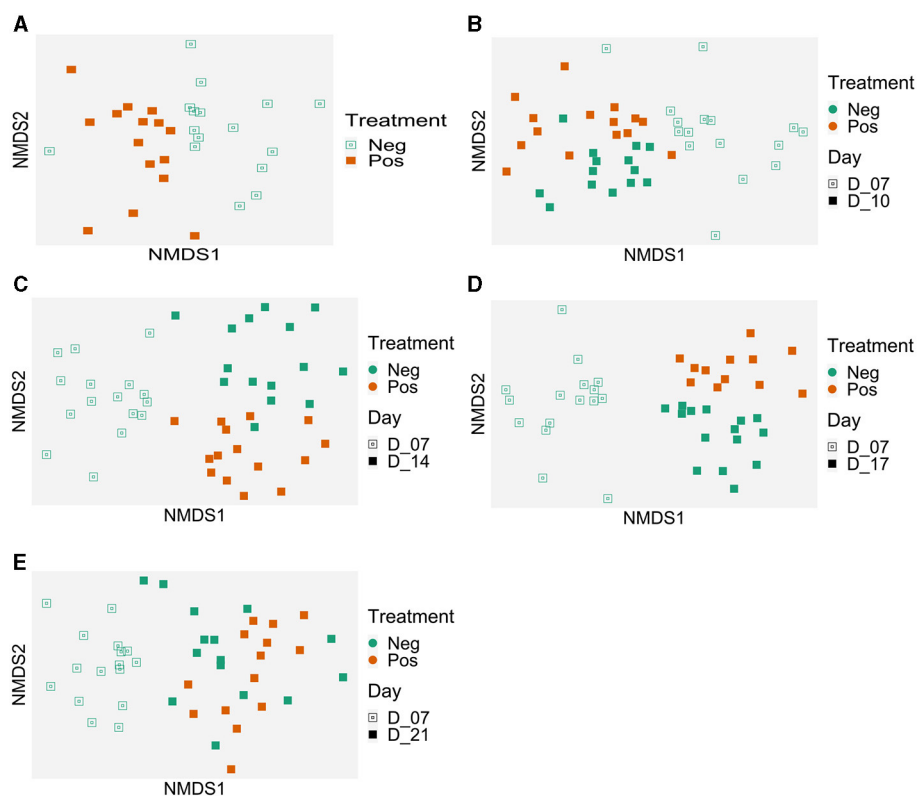 A
NMDS2
NMDS1
Treatment
Neg
Pos
B
NMDS2
NMDS1
Treatment
Neg
Pos
Day
D_07
D_10
C
NMDS2
NMDS1
Treatment
Neg
Pos
Day
D_07
D_14
D
NMDS2
NMDS1
Treatment
Neg
Pos
Day
D_07
D_17
E
NMDS2
NMDS1
Treatment
Neg
Pos
Day
D_07
D_21